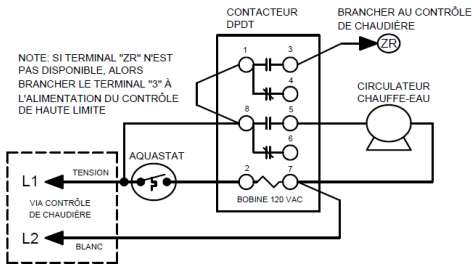 CONTACTEUR
DPDT
BRANCHER AU CONTRÔLE
DE CHAUDIÈRE
ZR
NOTE: SI TERMINAL "ZR" N'EST
PAS DISPONIBLE, ALORS
BRANCHER LE TERMINAL "3" À
L'ALIMENTATION DU CONTRÔLE
DE HAUTE LIMITE
1
3
4
8
5
6
2
7
CIRCULATEUR
CHAUFFE-EAU
AQUASTAT
BOBINE 120 VAC
L1
TENSION
VIA CONTRÔLE
DE CHAUDIÈRE
L2
BLANC